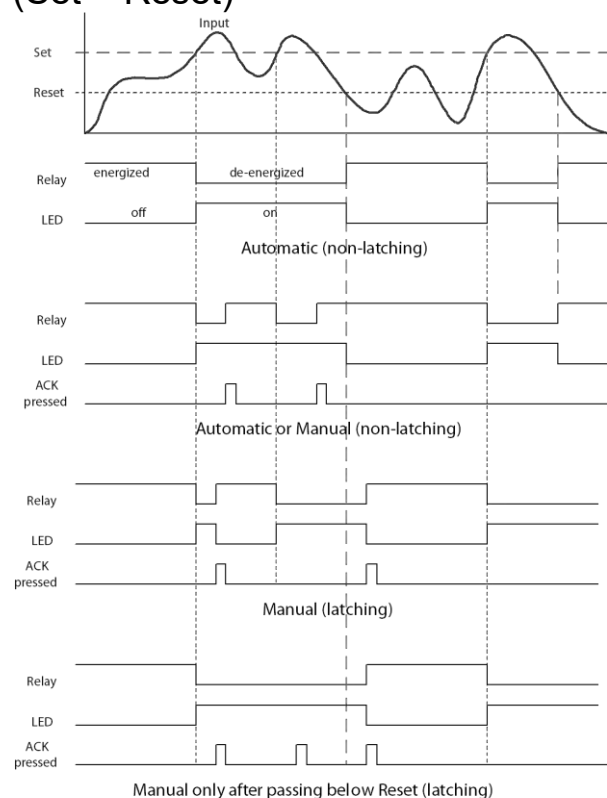 (Set Reset)
Input
Set
Reset
energized de-energized
Relay
off on
LED
Automatic (non-latching)
Relay
LED
ACK
pressed
Automatic or Manual (non-latching)
Relay
LED
ACK
pressed
Manual (latching)
Relay
LED
ACK
pressed
Manual only after passing below Reset (latching)